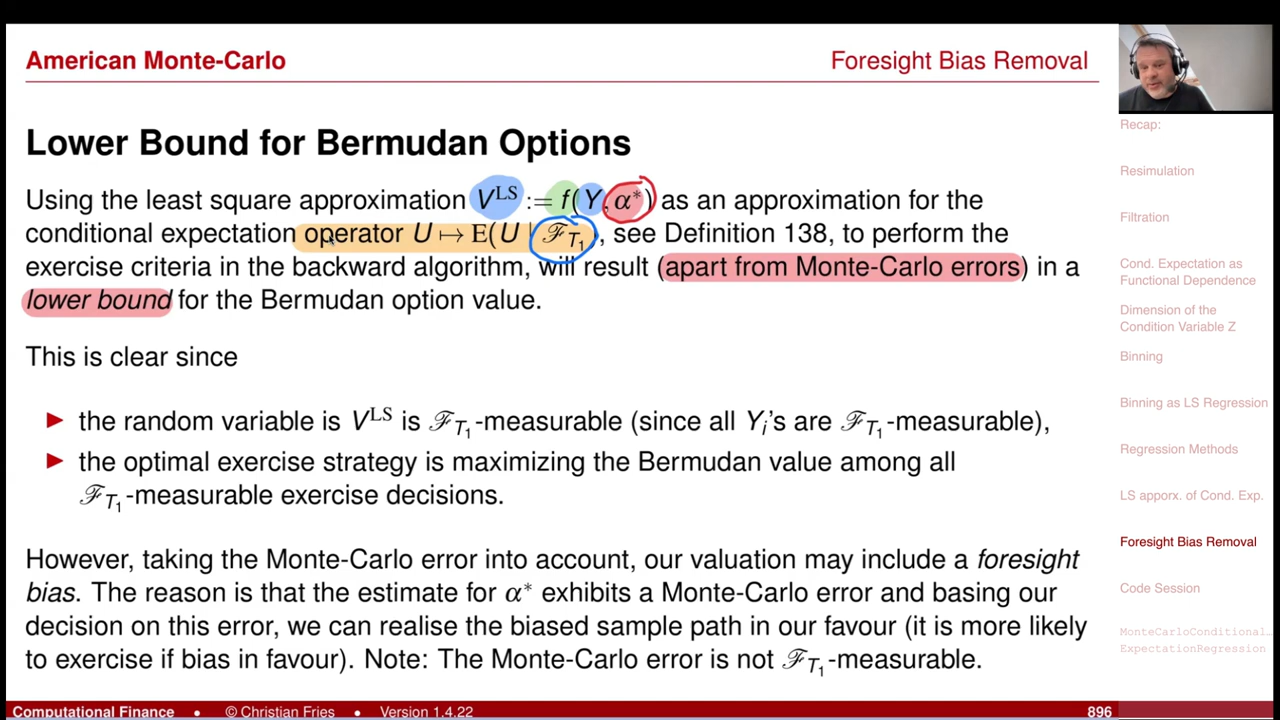 American Monte-Carlo
Foresight Bias Removal
Lower Bound for Bermudan Options
Using the least square approximation V^LS := f(Y, α*) as an approximation for the
conditional expectation operator U ↦ E(U | ℱ_T₁), see Definition 138, to perform the
exercise criteria in the backward algorithm, will result (apart from Monte-Carlo errors) in a
lower bound for the Bermudan option value.
This is clear since
► the random variable is V^LS is ℱ_T₁-measurable (since all Y_i's are ℱ_T₁-measurable),
► the optimal exercise strategy is maximizing the Bermudan value among all
ℱ_T₁-measurable exercise decisions.
However, taking the Monte-Carlo error into account, our valuation may include a foresight
bias. The reason is that the estimate for α* exhibits a Monte-Carlo error and basing our
decision on this error, we can realise the biased sample path in our favour (it is more likely
to exercise if bias in favour). Note: The Monte-Carlo error is not ℱ_T₁-measurable.
Recap:
Resimulation
Filtration
Cond. Expectation as
Functional Dependence
Dimension of the
Condition Variable Z
Binning
Binning as LS Regression
Regression Methods
LS apporx. of Cond. Exp.
Foresight Bias Removal
Code Session
MonteCarloConditional…
ExpectationRegression
Computational Finance • © Christian Fries • Version 1.4.22
896